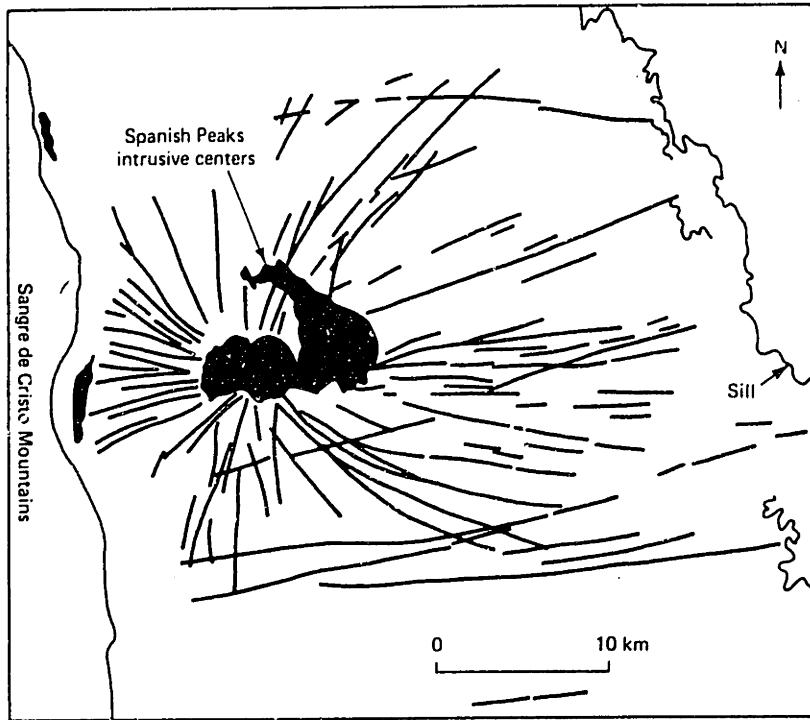 N
Spanish Peaks
intrusive centers
Sangre de Cristo Mountains
Sill
0 10 km